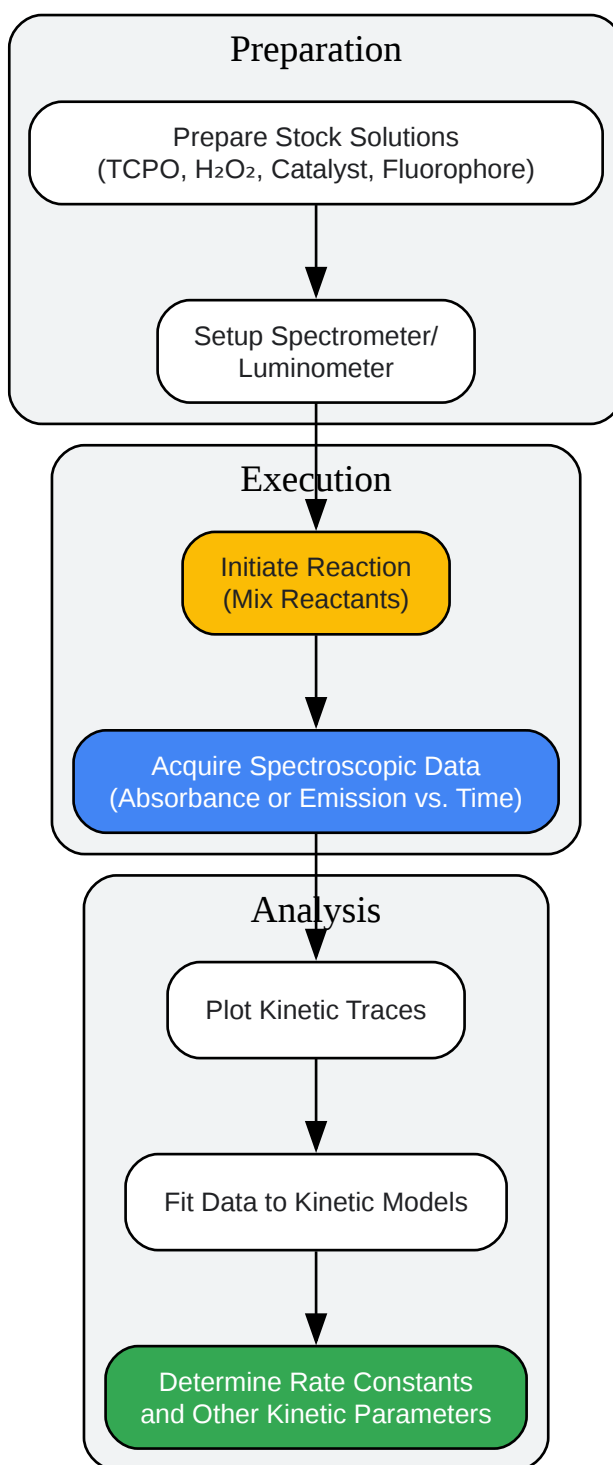 Preparation
Prepare Stock Solutions
(TCPO, H₂O₂, Catalyst, Fluorophore)
Setup Spectrometer/
Luminometer
Execution
Initiate Reaction
(Mix Reactants)
Acquire Spectroscopic Data
(Absorbance or Emission vs. Time)
Analysis
Plot Kinetic Traces
Fit Data to Kinetic Models
Determine Rate Constants
and Other Kinetic Parameters